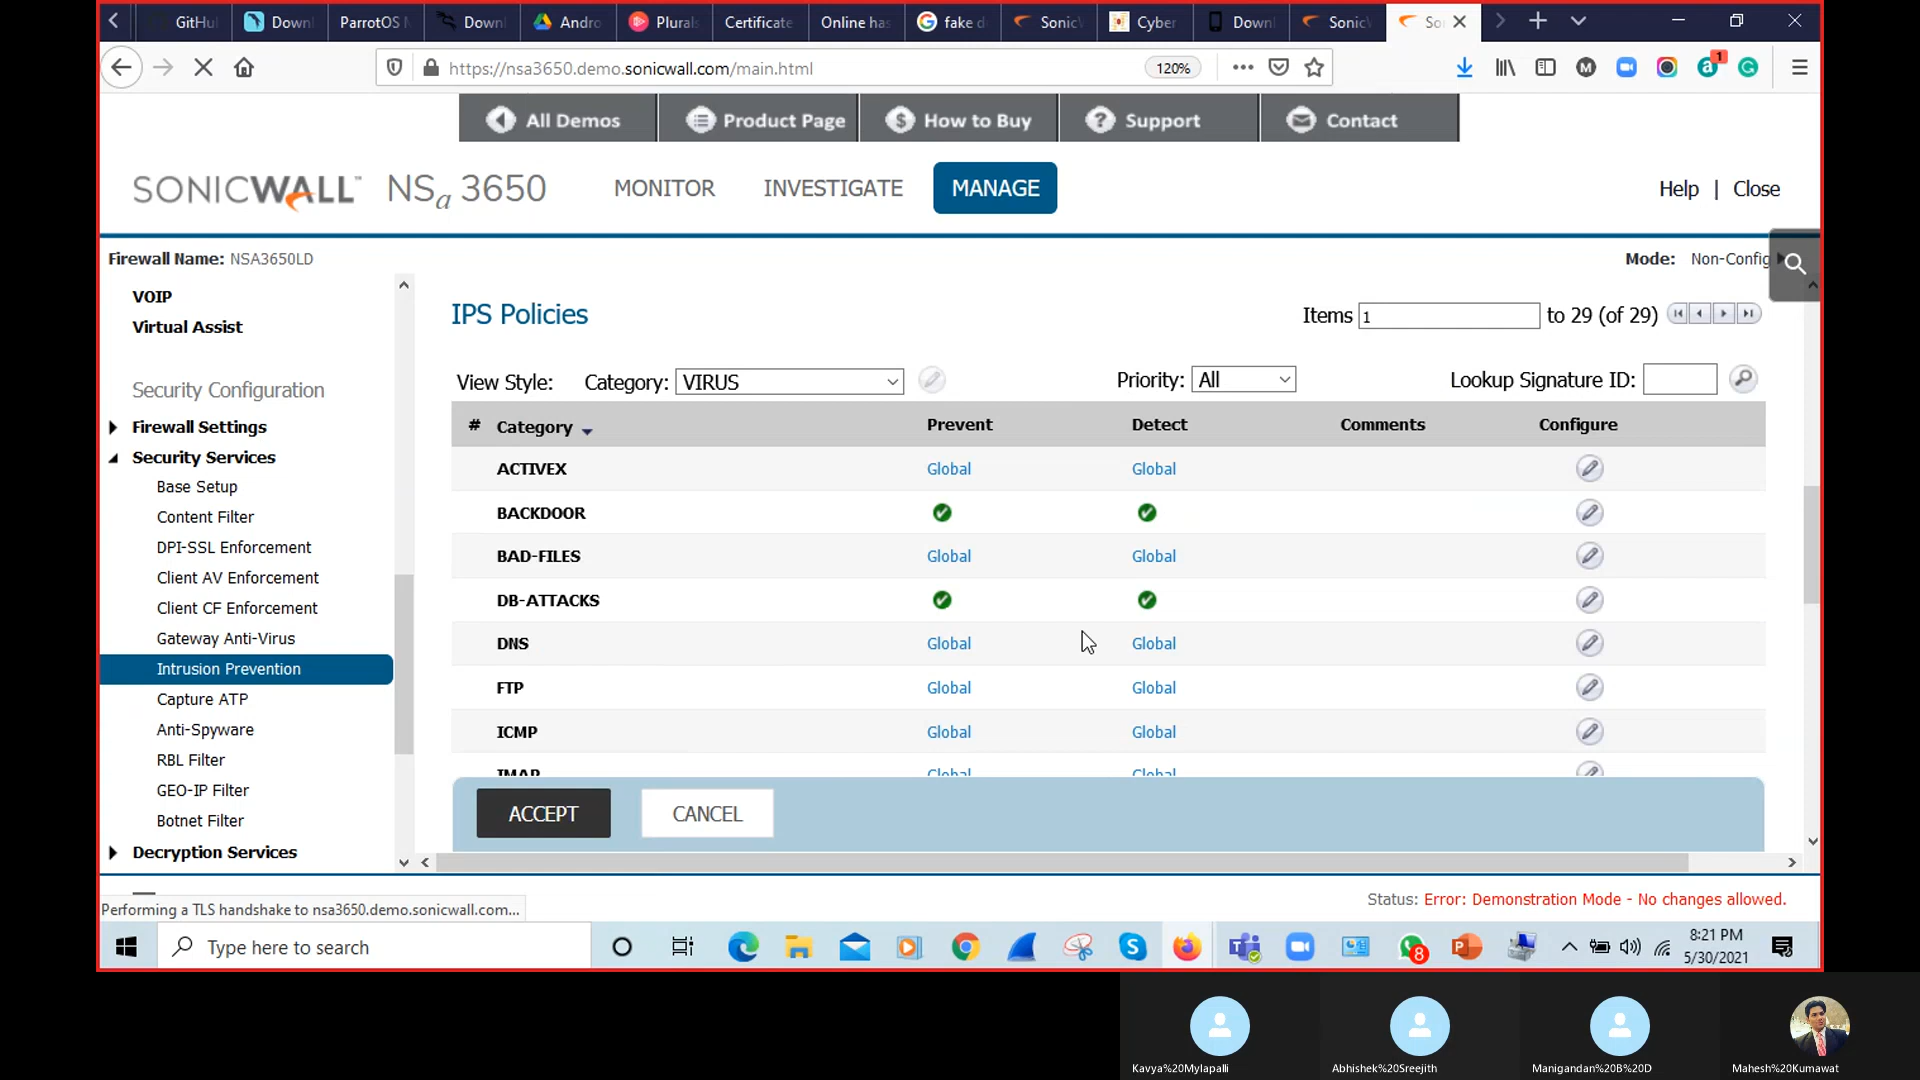 GitHu
Down
ParrotOS
Down
Andro
Plural
Certificate
Online has
fake d
Sonic
Cyber
Down
Sonic
So
https://nsa3650.demo.sonicwall.com/main.html
120%
1
All Demos
Product Page
How to Buy
Support
Contact
SONICWALL™ NSa 3650
MONITOR
INVESTIGATE
MANAGE
Help | Close
Firewall Name: NSA3650LD
Mode: Non-Config
VOIP
Virtual Assist
Security Configuration
Firewall Settings
Security Services
Base Setup
Content Filter
DPI-SSL Enforcement
Client AV Enforcement
Client CF Enforcement
Gateway Anti-Virus
Intrusion Prevention
Capture ATP
Anti-Spyware
RBL Filter
GEO-IP Filter
Botnet Filter
Decryption Services
IPS Policies
Items 1 to 29 (of 29)
View Style: Category: VIRUS
Priority: All
Lookup Signature ID:
# Category Prevent Detect Comments Configure
ACTIVEX Global Global
BACKDOOR
BAD-FILES Global Global
DB-ATTACKS
DNS Global Global
FTP Global Global
ICMP Global Global
IMAP Global Global
ACCEPT CANCEL
Performing a TLS handshake to nsa3650.demo.sonicwall.com...
Status: Error: Demonstration Mode - No changes allowed.
Type here to search
8
8:21 PM
5/30/2021
Kavya%20Mylapalli
Abhishek%20Sreejith
Manigandan%20B%20D
Mahesh%20Kumawat